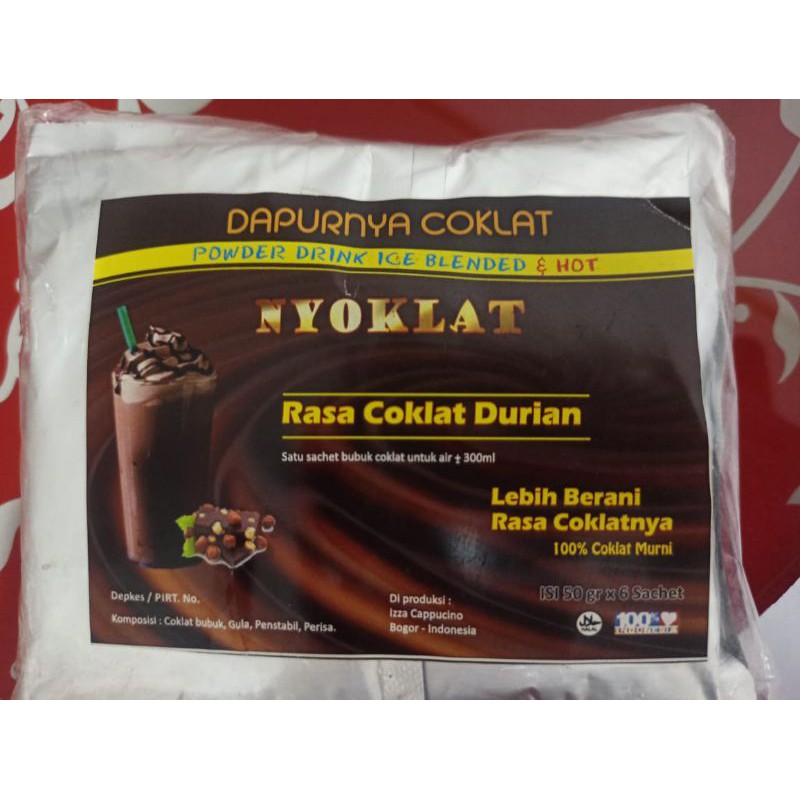 DAPURNYA COKLAT
POWDER DRINK ICE BLENDED & HOT
NYOKLAT
Rasa Coklat Durian
Satu sachet bubuk coklat untuk air ± 300ml
Lebih Berani
Rasa Coklatnya
100% Coklat Murni
ISI 50 gr x 6 Sachet
Depkes / PIRT. No.
Komposisi : Coklat bubuk, Gula, Penstabil, Perisa.
Di produksi :
Izza Cappucino
Bogor - Indonesia
HALAL
100%